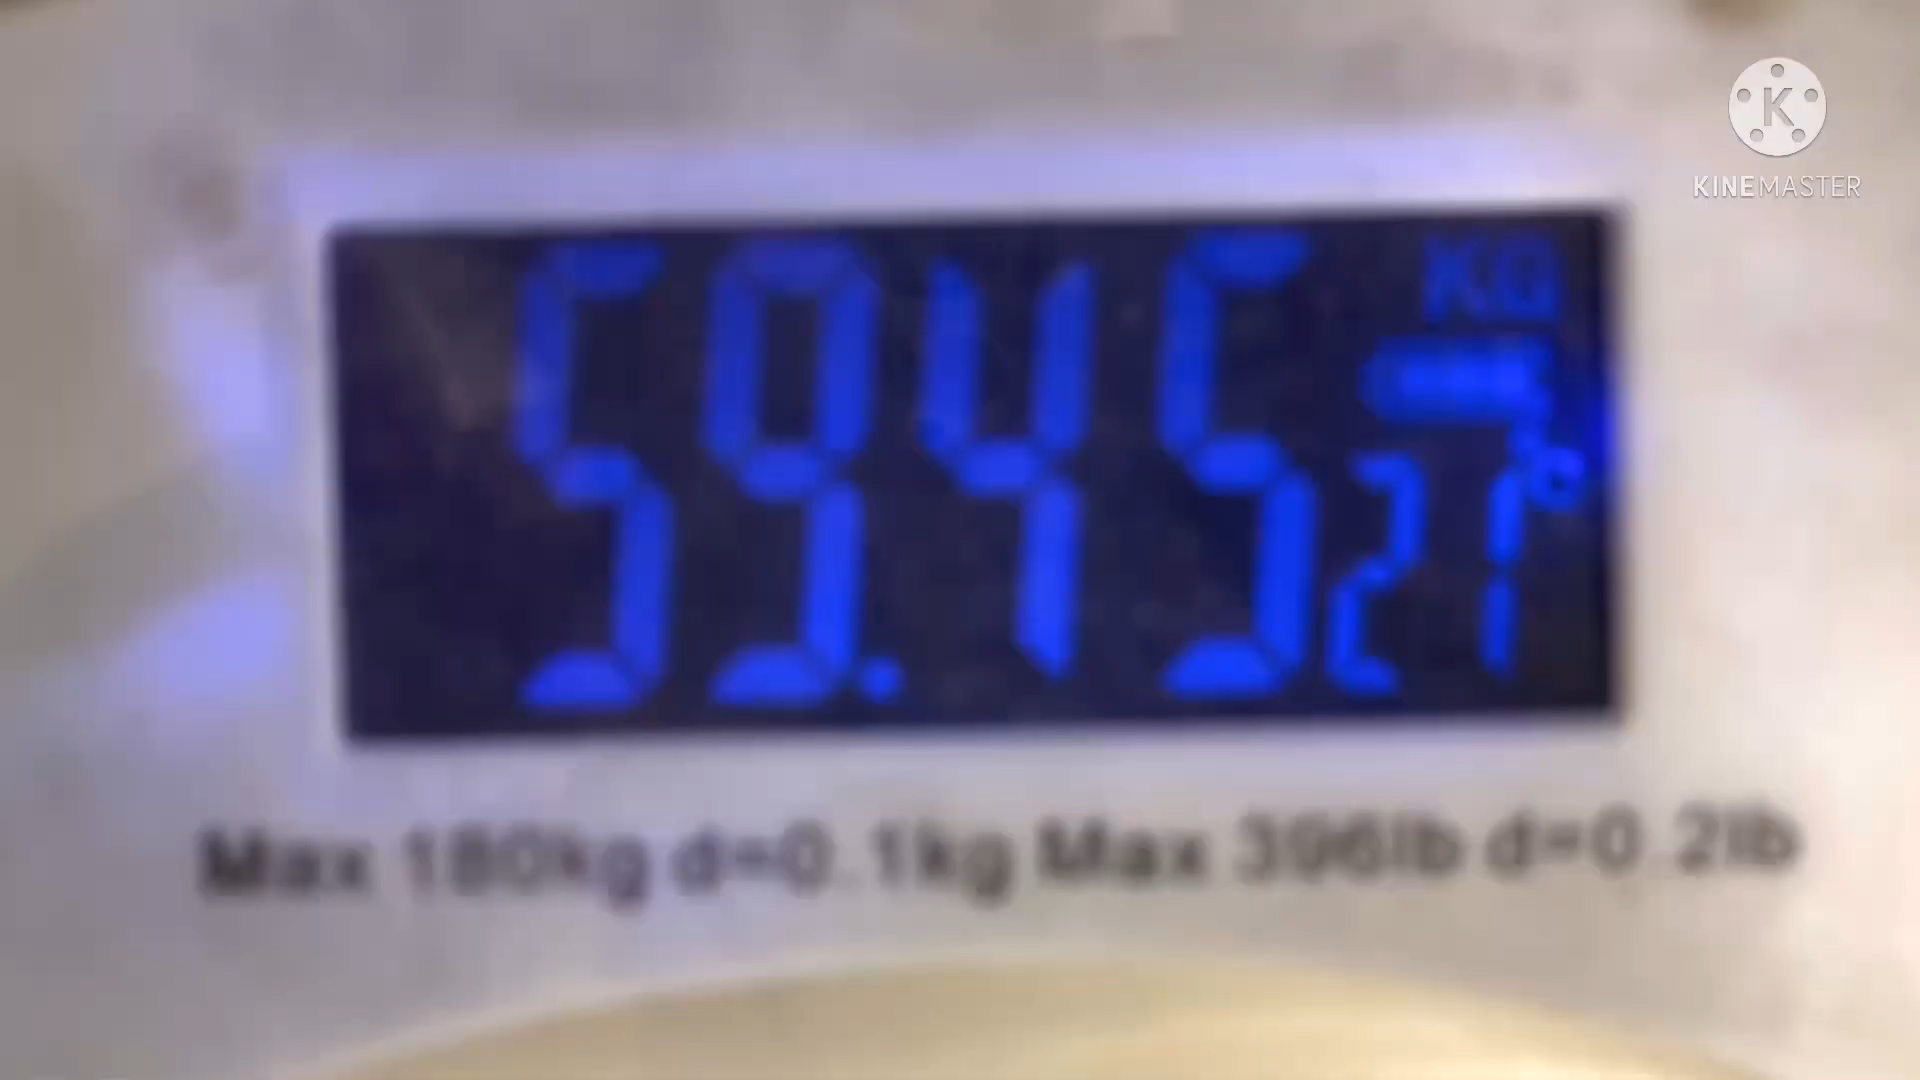 KINEMASTER
KG
59.45
27°
Max 180kg d=0.1kg Max 396lb d=0.2lb